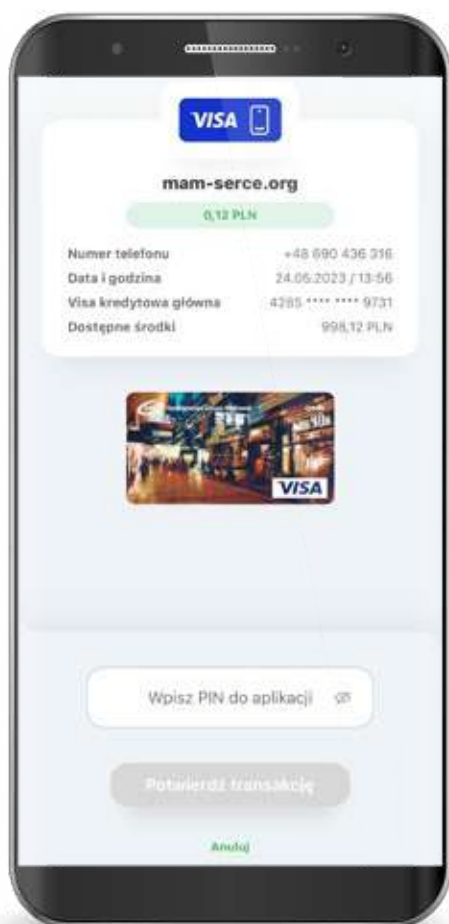 VISA
mam-serce.org
0,12 PLN
Numer telefonu +48 690 436 316
Data i godzina 24.05.2023 / 13:56
Visa kredytowa główna 4285 **** **** 9731
Dostępne środki 998,12 PLN
VISA
Wpisz PIN do aplikacji
Potwierdź transakcję
Anuluj